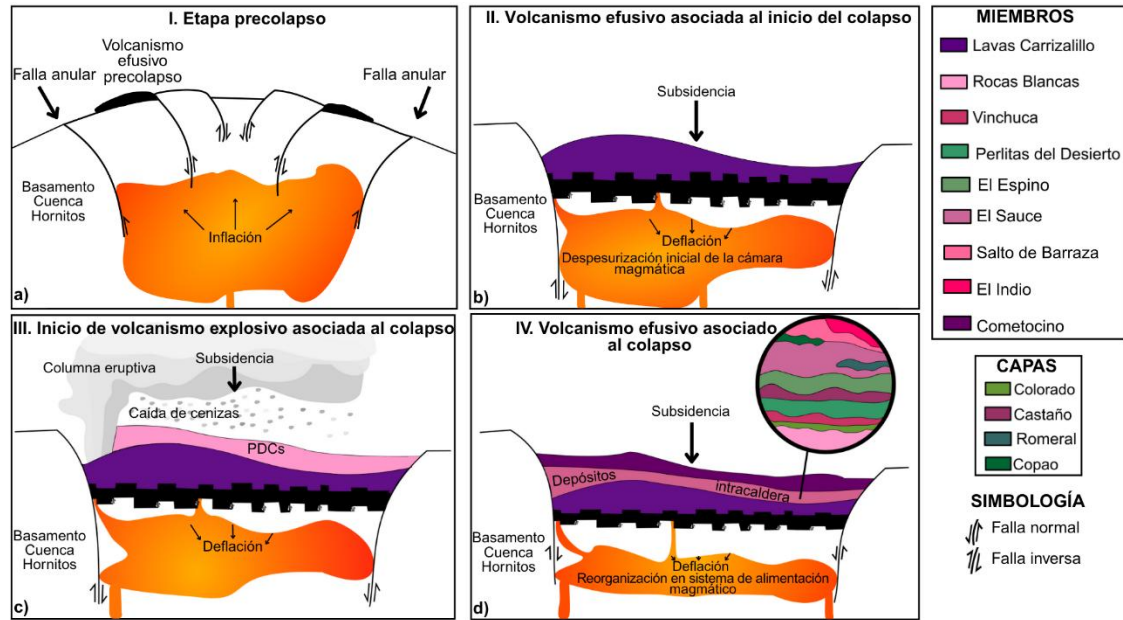 I. Etapa precolapso
Volcanismo
efusivo
precolapso
Falla anular
Falla anular
Basamento
Cuenca
Hornitos
Inflación
a)
II. Volcanismo efusivo asociada al inicio del colapso
Subsidencia
Basamento
Cuenca
Hornitos
Deflación
Despesurización inicial de la cámara
magmática
b)
III. Inicio de volcanismo explosivo asociada al colapso
Columna eruptiva
Subsidencia
Caída de cenizas
PDCs
Basamento
Cuenca
Hornitos
Deflación
c)
IV. Volcanismo efusivo asociado
al colapso
Subsidencia
Depósitos
intracaldera
Basamento
Cuenca
Hornitos
Deflación
Reorganización en sistema de alimentación
magmático
d)
MIEMBROS
Lavas Carrizalillo
Rocas Blancas
Vinchuca
Perlitas del Desierto
El Espino
El Sauce
Salto de Barraza
El Indio
Cometocino
CAPAS
Colorado
Castaño
Romeral
Copao
SIMBOLOGÍA
Falla normal
Falla inversa